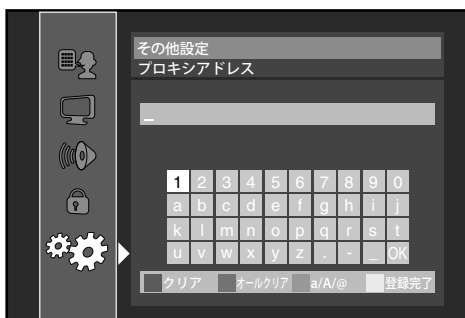 その他設定
プロキシアドレス
_
1 2 3 4 5 6 7 8 9 0
a b c d e f g h i j
k l m n o p q r s t
u v w x y z . - _ OK
クリア オールクリア a/A/@ 登録完了